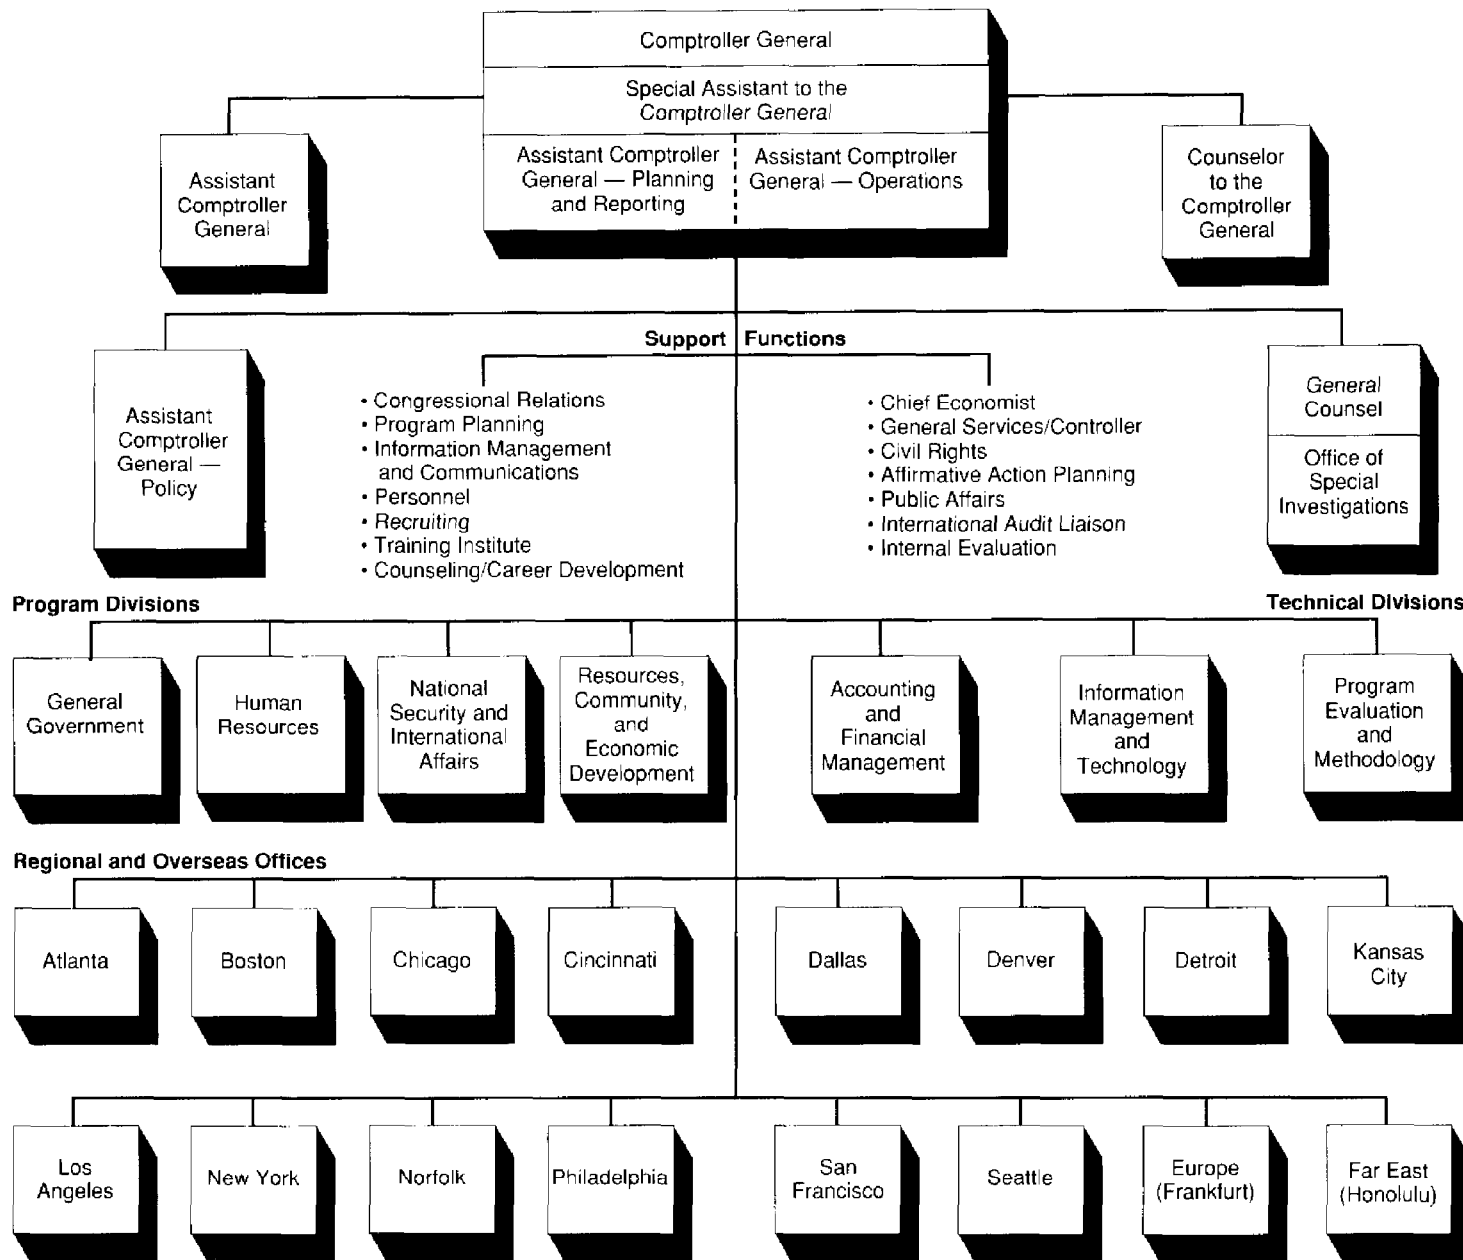 Comptroller General
Special Assistant to the
Comptroller General
Assistant Comptroller
General — Planning
and Reporting
Assistant Comptroller
General — Operations
Assistant
Comptroller
General
Counselor
to the
Comptroller
General
Support Functions
Assistant
Comptroller
General —
Policy
• Congressional Relations
• Program Planning
• Information Management
and Communications
• Personnel
• Recruiting
• Training Institute
• Counseling/Career Development
• Chief Economist
• General Services/Controller
• Civil Rights
• Affirmative Action Planning
• Public Affairs
• International Audit Liaison
• Internal Evaluation
General
Counsel
Office of
Special
Investigations
Program Divisions
Technical Divisions
General
Government
Human
Resources
National
Security and
International
Affairs
Resources,
Community,
and
Economic
Development
Accounting
and
Financial
Management
Information
Management
and
Technology
Program
Evaluation
and
Methodology
Regional and Overseas Offices
Atlanta
Boston
Chicago
Cincinnati
Dallas
Denver
Detroit
Kansas
City
Los
Angeles
New York
Norfolk
Philadelphia
San
Francisco
Seattle
Europe
(Frankfurt)
Far East
(Honolulu)